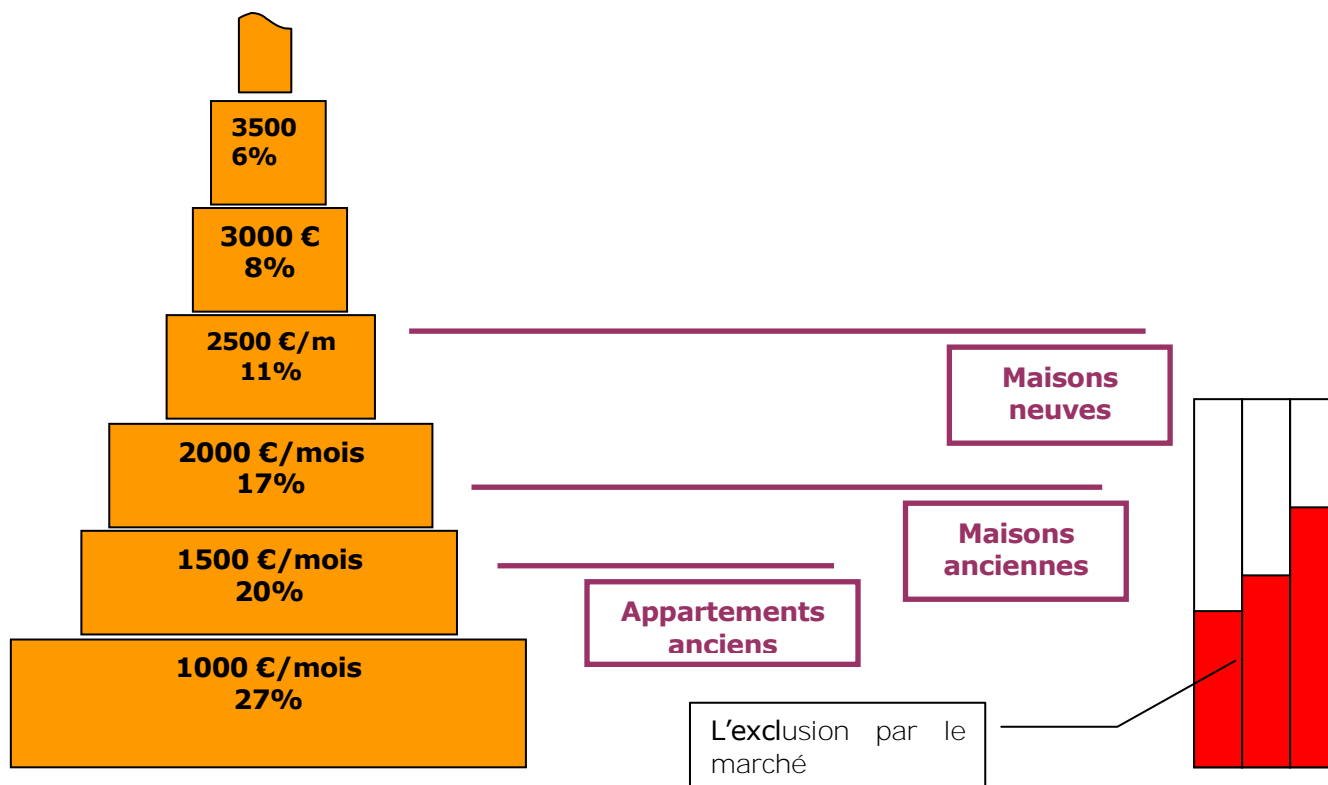 3500
6%
3000 €
8%
2500 €/m
11%
Maisons
neuves
2000 €/mois
17%
Maisons
anciennes
1500 €/mois
20%
Appartements
anciens
1000 €/mois
27%
L'exclusion par le
marché